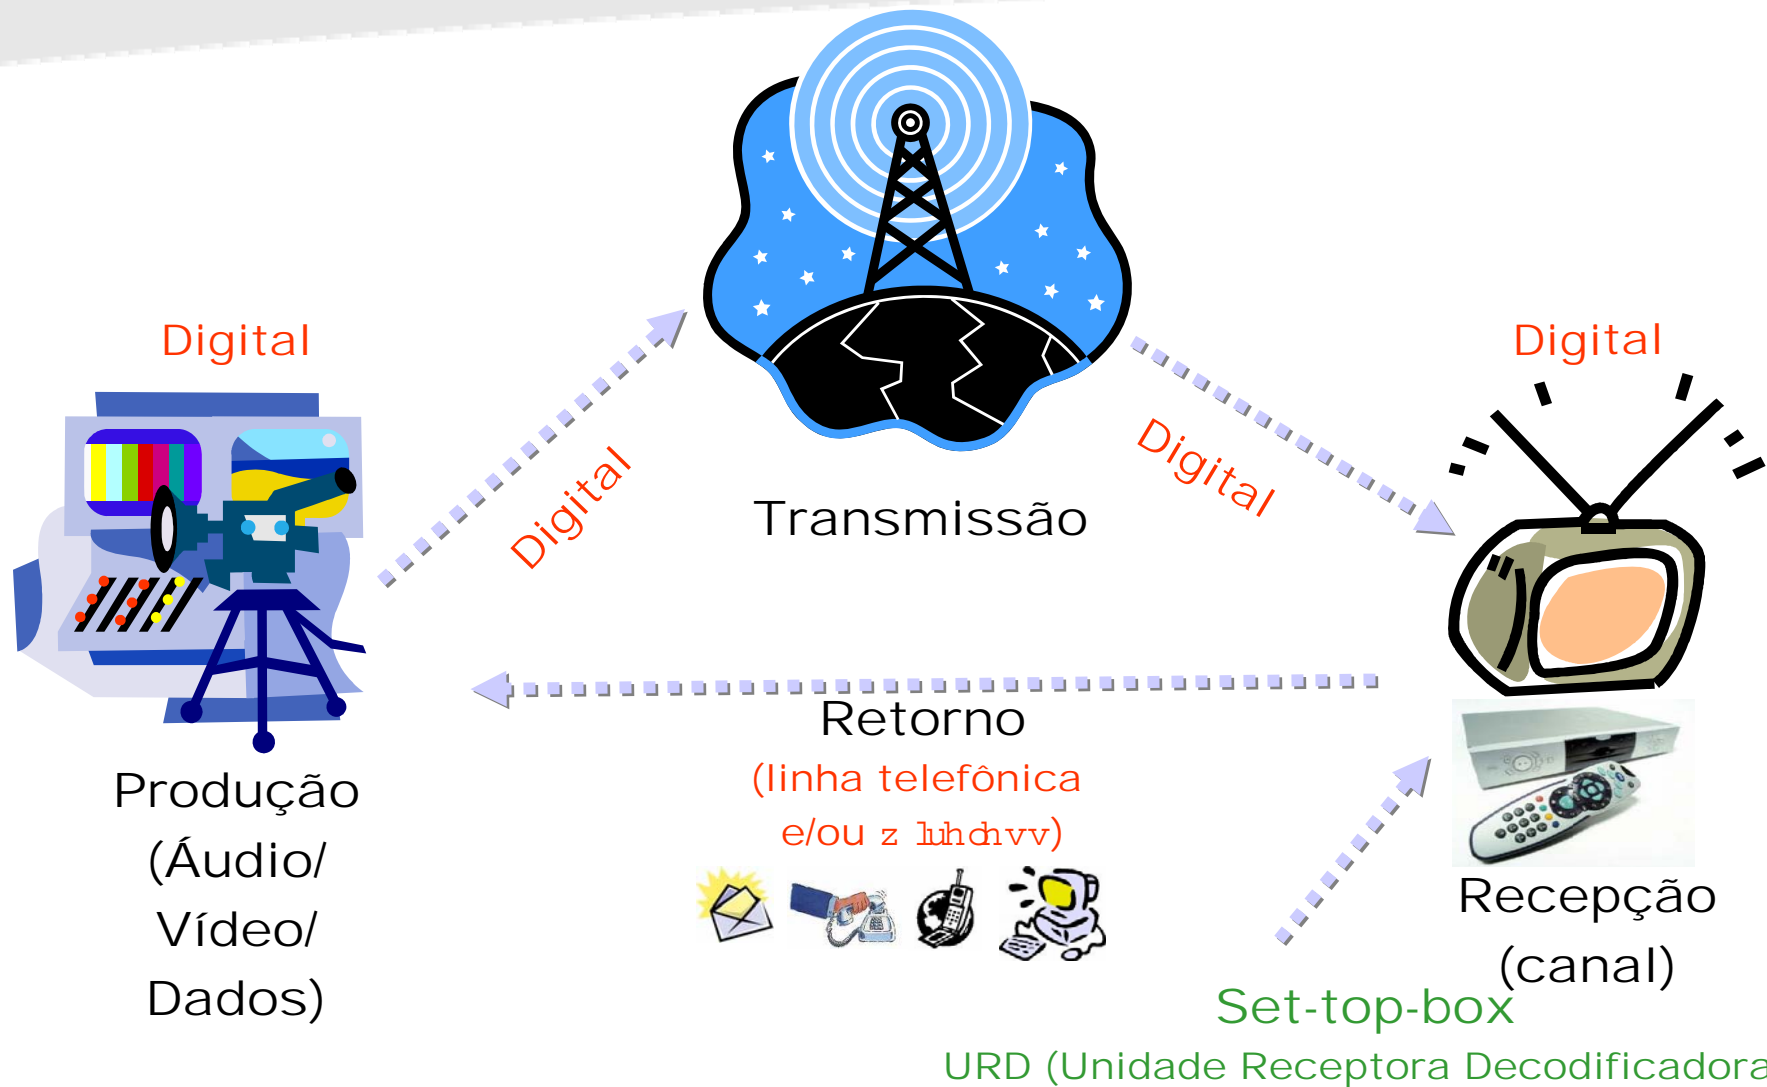 Digital
Digital
Digital
Digital
Transmissão
Retorno
(linha telefônica
e/ou z luhohvv)
Produção
(Áudio/
Vídeo/
Dados)
Recepção
(canal)
Set-top-box
URD (Unidade Receptora Decodificadora